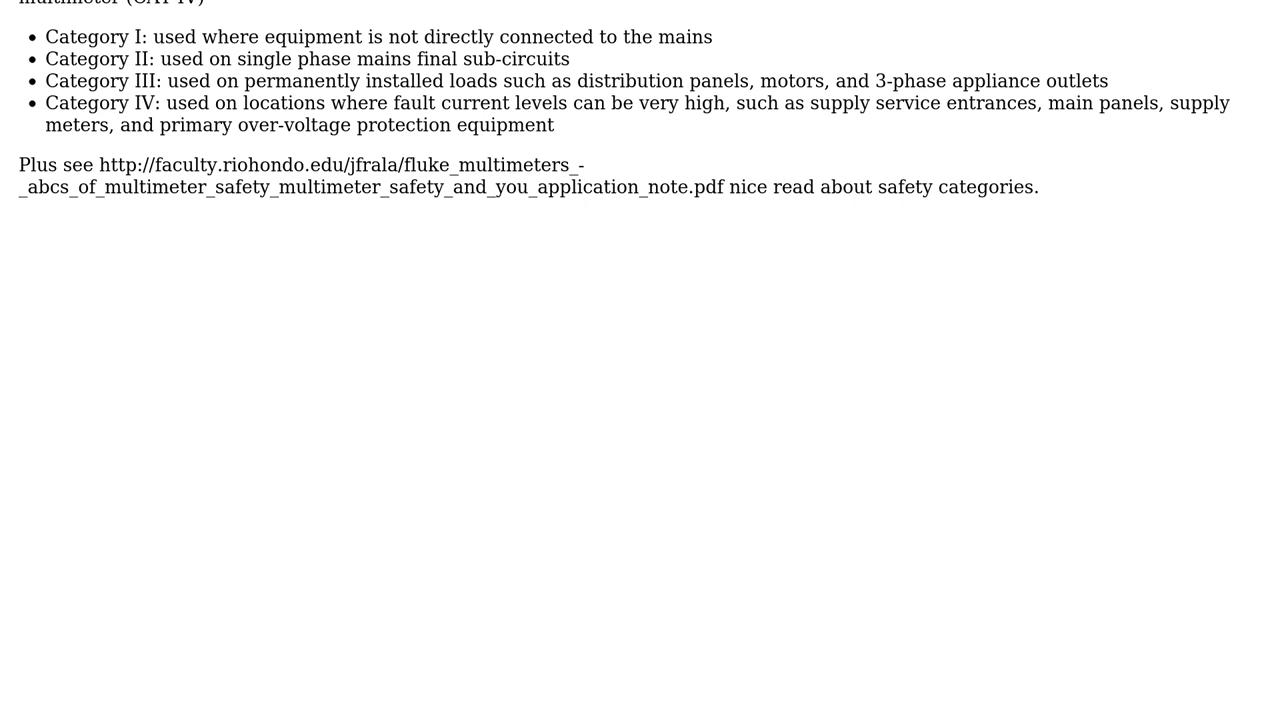 multimeter (CAT IV)
• Category I: used where equipment is not directly connected to the mains
• Category II: used on single phase mains final sub-circuits
• Category III: used on permanently installed loads such as distribution panels, motors, and 3-phase appliance outlets
• Category IV: used on locations where fault current levels can be very high, such as supply service entrances, main panels, supply
meters, and primary over-voltage protection equipment
Plus see http://faculty.riohondo.edu/jfrala/fluke_multimeters_-
_abcs_of_multimeter_safety_multimeter_safety_and_you_application_note.pdf nice read about safety categories.